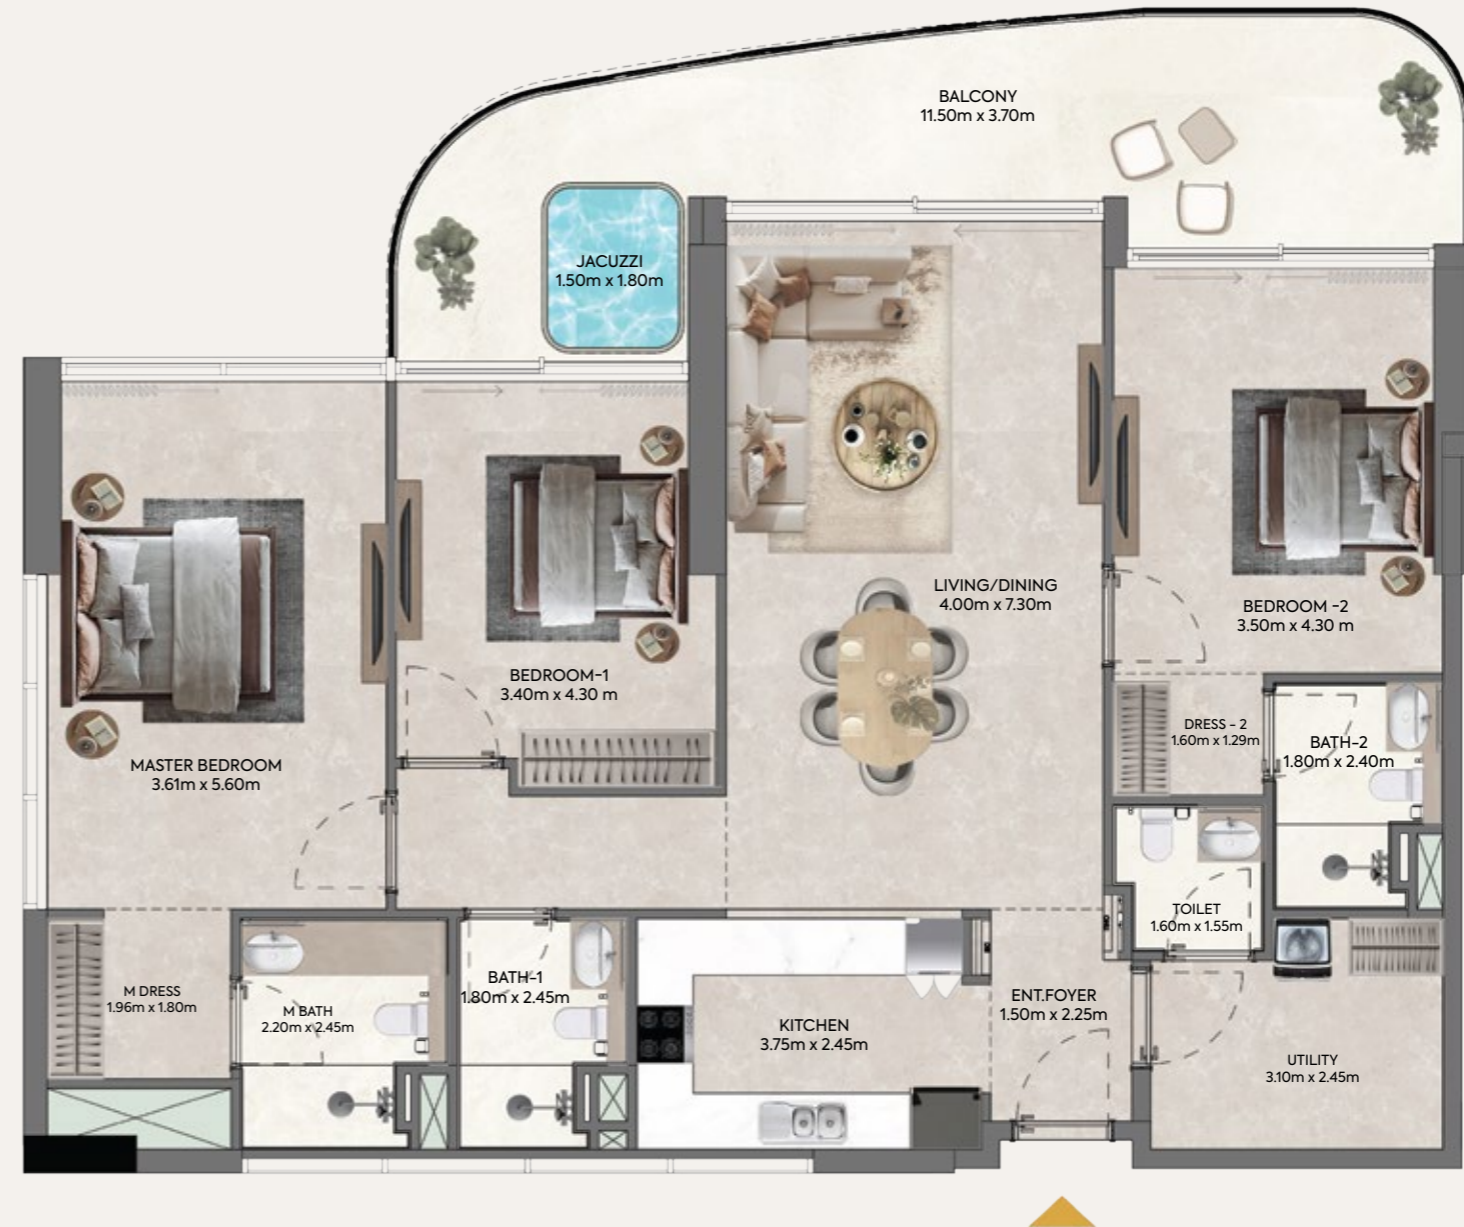 BALCONY
11.50m x 3.70m
JACUZZI
1.50m x 1.80m
LIVING/DINING
4.00m x 7.30m
BEDROOM -2
3.50m x 4.30 m
BEDROOM-1
3.40m x 4.30 m
MASTER BEDROOM
3.61m x 5.60m
DRESS - 2
1.60m x 1.29m
BATH-2
1.80m x 2.40m
TOILET
1.60m x 1.55m
M DRESS
1.96m x 1.80m
M BATH
2.20m x 2.45m
BATH-1
1.80m x 2.45m
KITCHEN
3.75m x 2.45m
ENT.FOYER
1.50m x 2.25m
UTILITY
3.10m x 2.45m